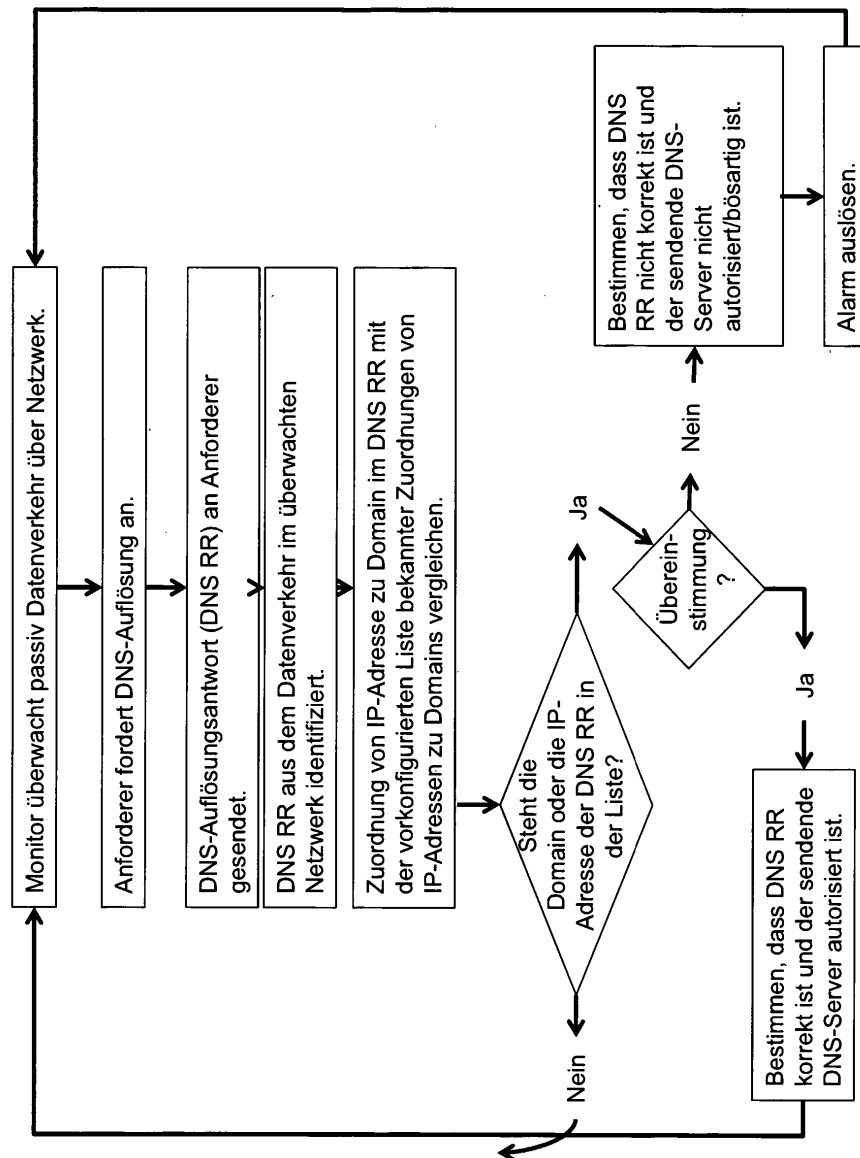 Monitor überwacht passiv Datenverkehr über Netzwerk.
Anforderer fordert DNS-Auflösung an.
DNS-Auflösungsantwort (DNS RR) an Anforderer
gesendet.
DNS RR aus dem Datenverkehr im überwachten
Netzwerk identifiziert.
Zuordnung von IP-Adresse zu Domain im DNS RR mit
der vorkonfigurierten Liste bekannter Zuordnungen von
IP-Adressen zu Domains vergleichen.
Steht die
Domain oder die IP-
Adresse der DNS RR in
der Liste?
Nein
Ja
Überein-
stimmung
?
Nein
Ja
Bestimmen, dass DNS
RR nicht korrekt ist und
der sendende DNS-
Server nicht
autorisiert/bösartig ist.
Alarm auslösen.
Bestimmen, dass DNS RR
korrekt ist und der sendende
DNS-Server autorisiert ist.